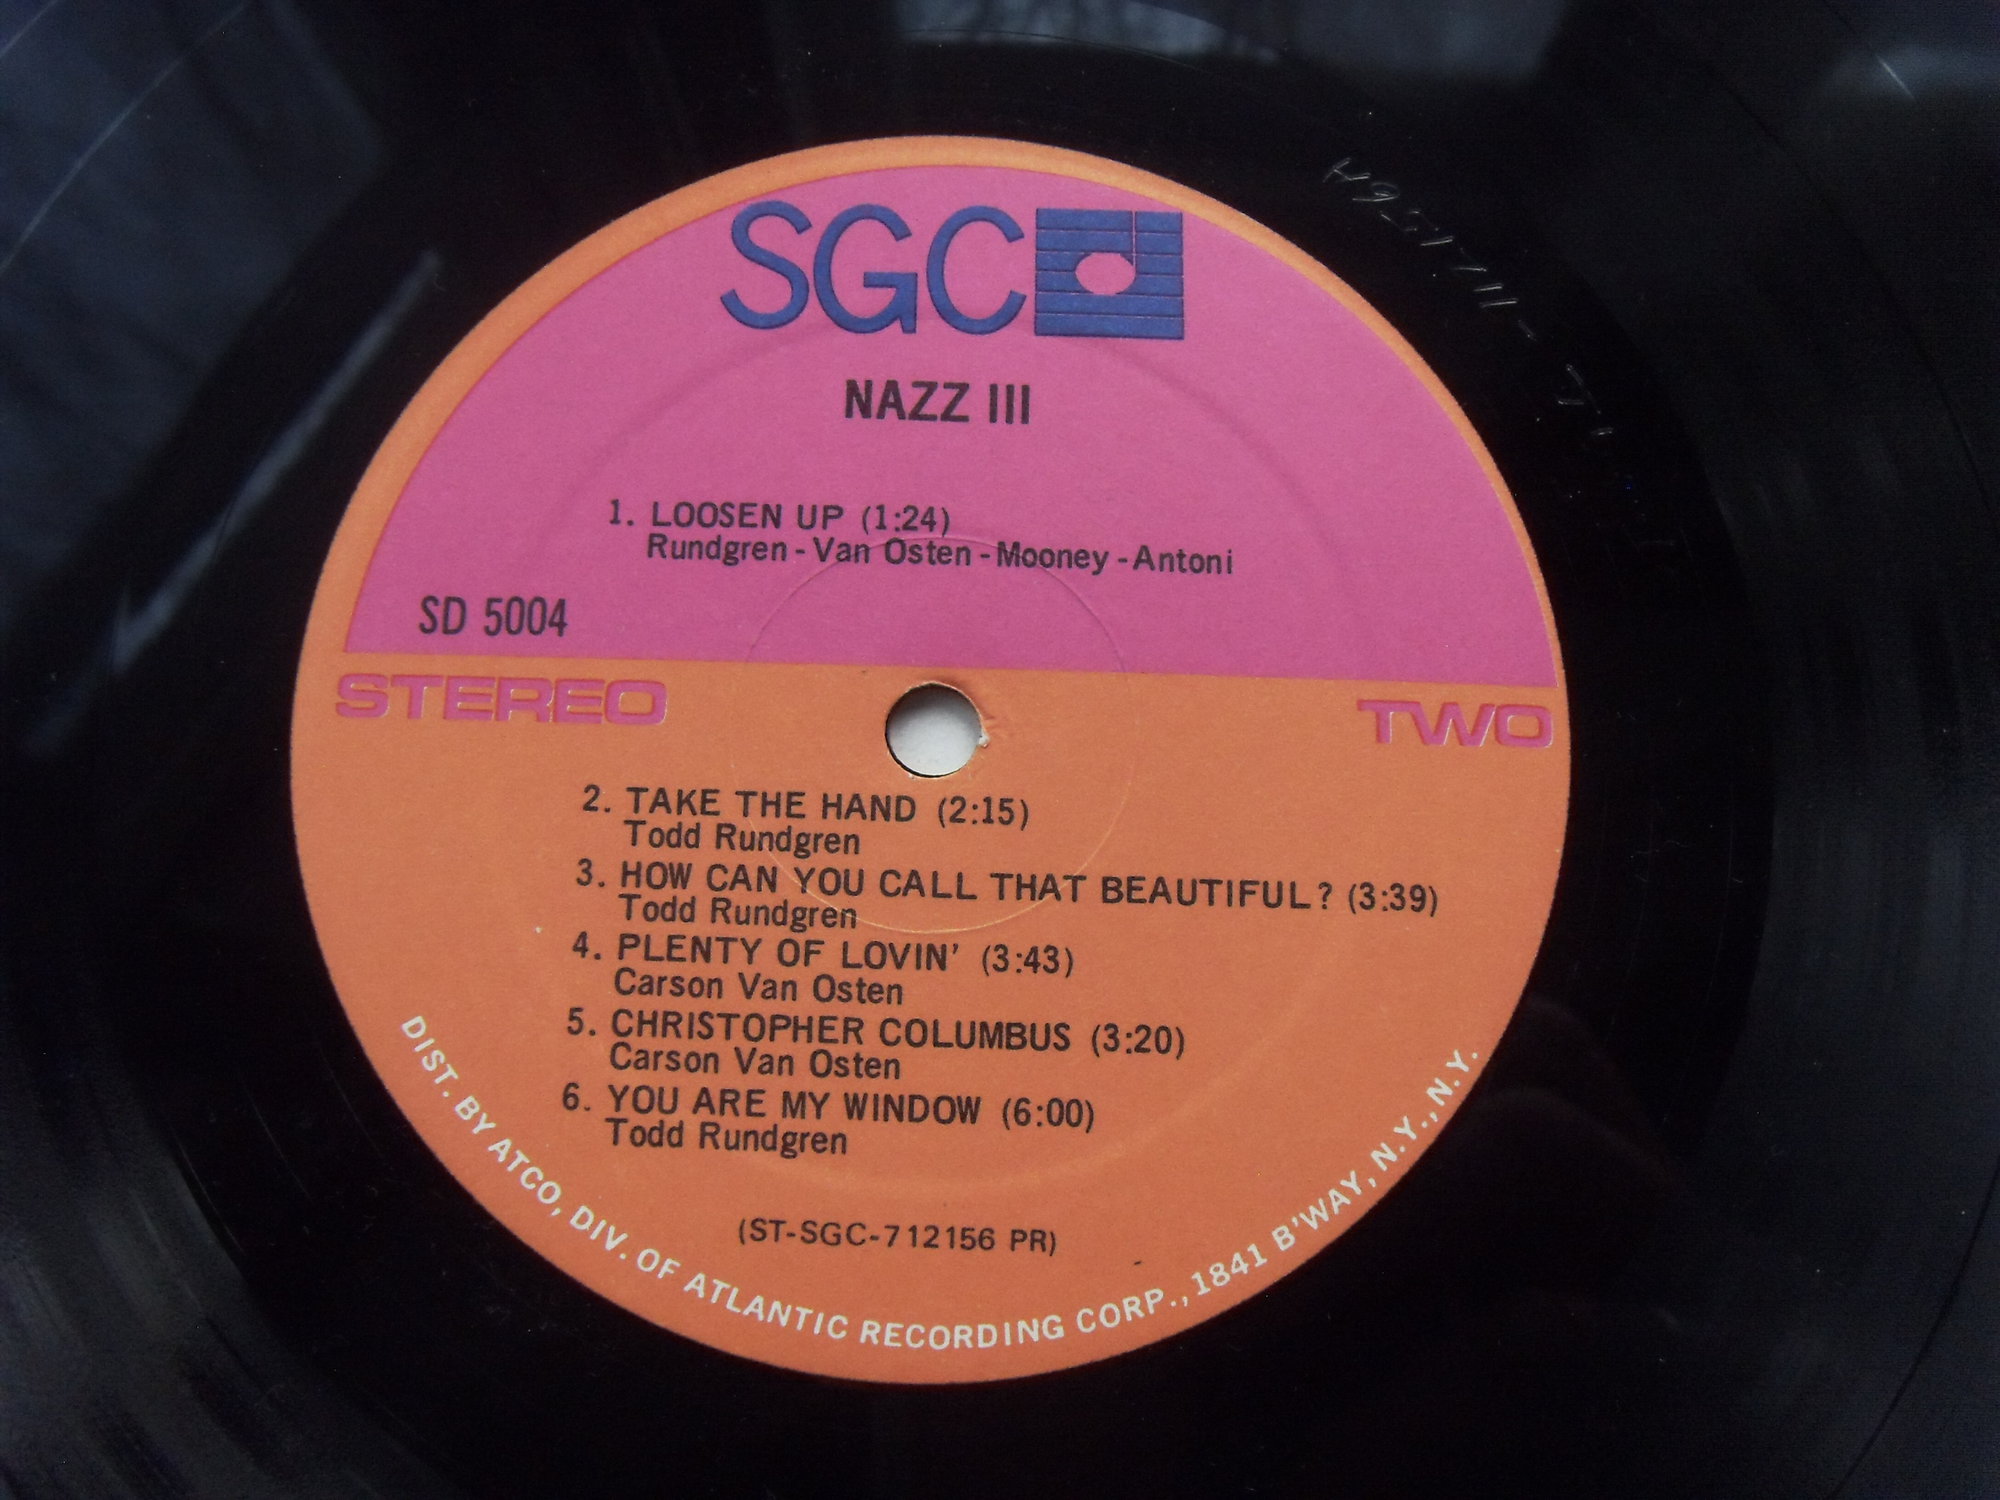 SGC
NAZZ III
1. LOOSEN UP (1:24)
Rundgren - Van Osten - Mooney - Antoni
SD 5004
STEREO
TWO
2. TAKE THE HAND (2:15)
Todd Rundgren
3. HOW CAN YOU CALL THAT BEAUTIFUL? (3:39)
Todd Rundgren
4. PLENTY OF LOVIN' (3:43)
Carson Van Osten
5. CHRISTOPHER COLUMBUS (3:20)
Carson Van Osten
6. YOU ARE MY WINDOW (6:00)
Todd Rundgren
(ST-SGC-712156 PR)
DIST. BY ATCO, DIV. OF ATLANTIC RECORDING CORP., 1841 B'WAY, N.Y., N.Y.